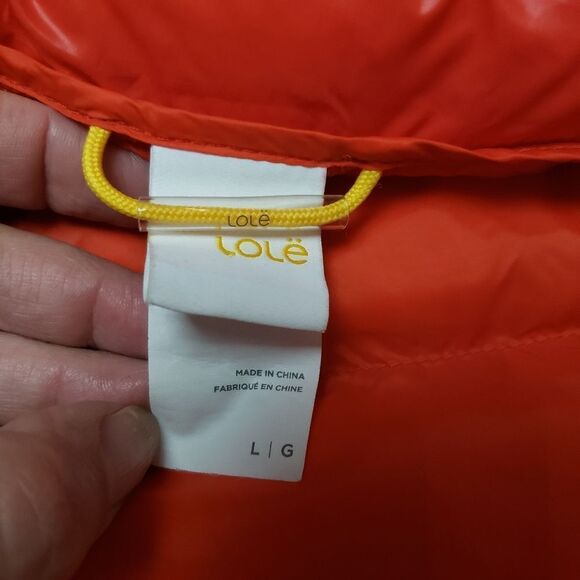 Lolë
Lolë
MADE IN CHINA
FABRIQUÉ EN CHINE
L | G